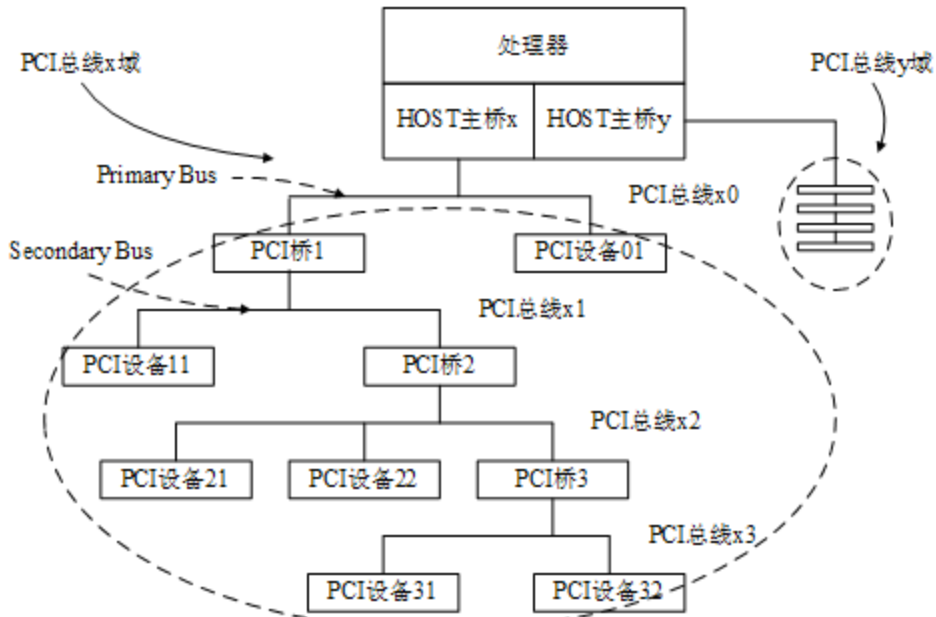 处理器
PCI总线x域
PCI总线y域
HOST主桥x
HOST主桥y
Primary Bus
PCI总线x0
Secondary Bus
PCI桥1
PCI设备01
PCI总线x1
PCI设备11
PCI桥2
PCI总线x2
PCI设备21
PCI设备22
PCI桥3
PCI总线x3
PCI设备31
PCI设备32